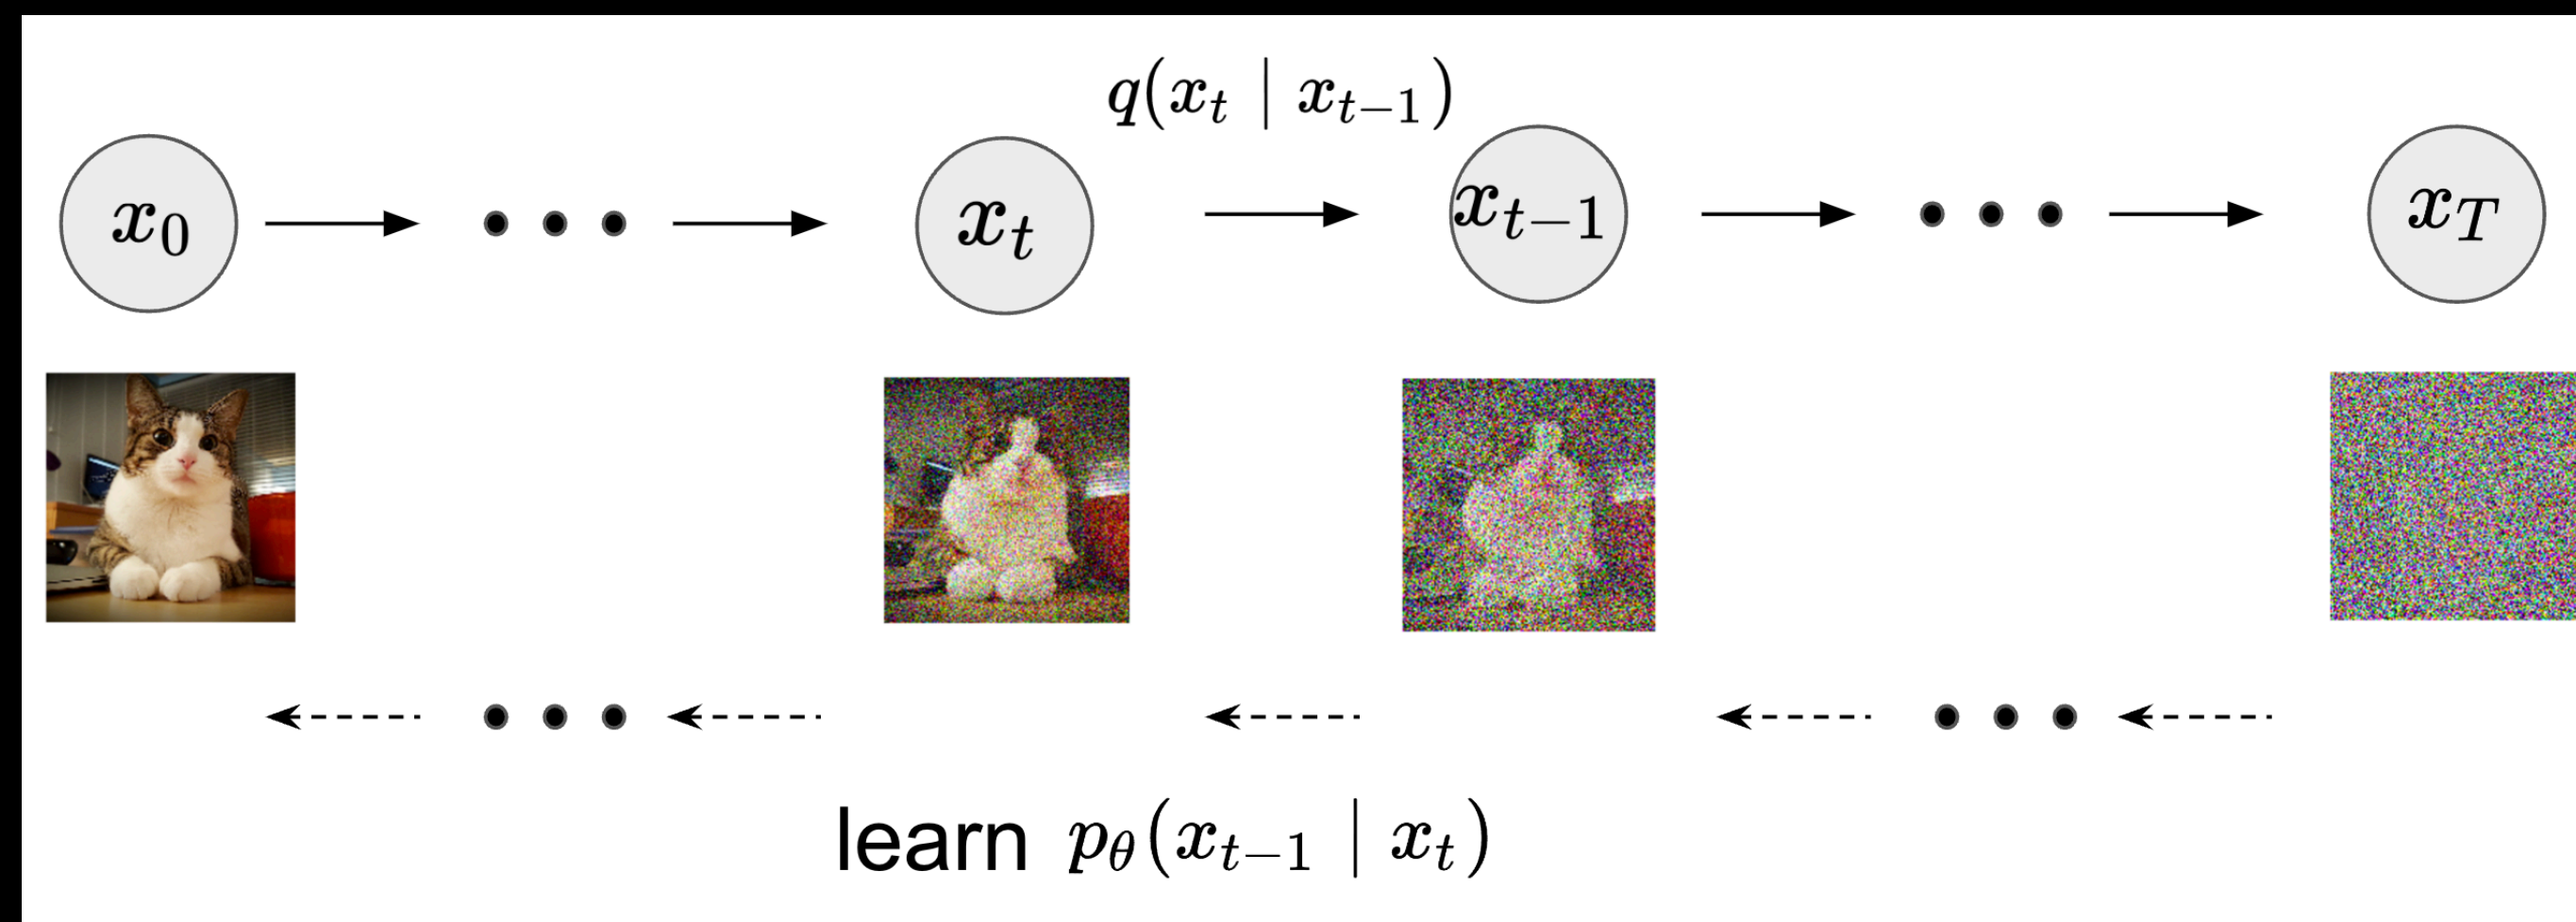 q(x_t | x_{t-1})
x_0 x_t x_{t-1} x_T
learn p_θ(x_{t-1} | x_t)